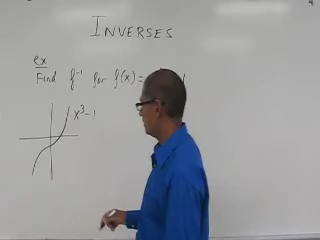 INVERSES
ex
Find f⁻¹ for f(x) =
x³-1